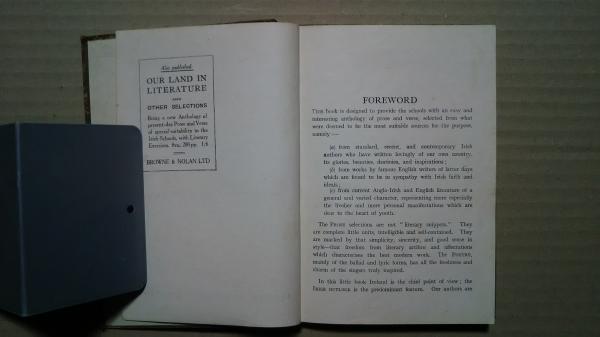 Also published.
OUR LAND IN
LITERATURE
AND
OTHER SELECTIONS
Being a new Anthology of
present-day Prose and Verse
of special suitability to the
Irish Schools, with Literary
Exercises. 8vo, 280 pp. 1/6
BROWNE & NOLAN LTD
FOREWORD
THIS book is designed to provide the schools with an easy and
interesting anthology of prose and verse, selected from what
were deemed to be the most suitable sources for the purpose,
namely—
(a) from standard, recent, and contemporary Irish
authors who have written lovingly of our own country,
its glories, beauties, destinies, and inspirations;
(b) from works by famous English writers of latter days
which are found to be in sympathy with Irish faith and
ideals;
(c) from current Anglo-Irish and English literature of a
general and varied character, representing more especially
the livelier and more personal manifestations which are
dear to the heart of youth.
The PROSE selections are not "literary snippets." They
are complete little units, intelligible and self-contained. They
are marked by that simplicity, sincerity, and good sense in
style—that freedom from literary artifice and affectations
which characterises the best modern work. The POETRY,
mainly of the ballad and lyric forms, has all the freshness and
charm of the singers truly inspired.
In this little book Ireland is the chief point of view; the
IRISH OUTLOOK is the predominant feature. Our authors are